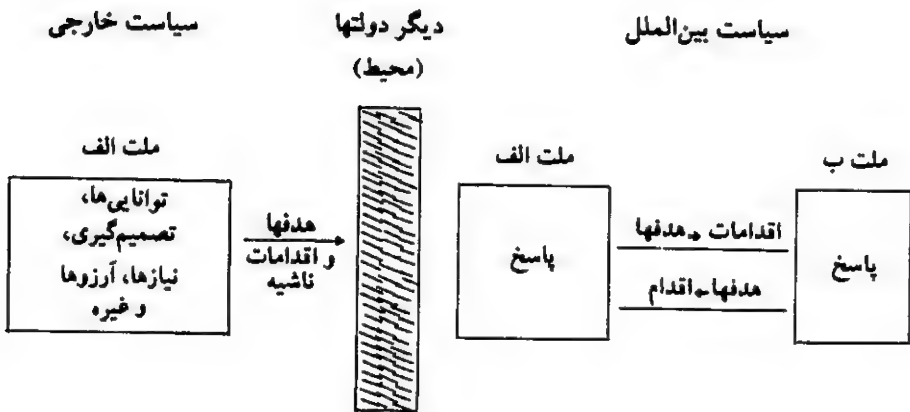 سیاست بین‌الملل
دیگر دولتها
(محیط)
سیاست خارجی
ملت ب
ملت الف
ملت الف
پاسخ
اقدامات → هدفها
هدفها ← اقدام
پاسخ
هدفها
و اقدامات
ناشیه
توانایی‌ها،
تصمیم‌گیری،
نیازها، آرزوها
و غیره